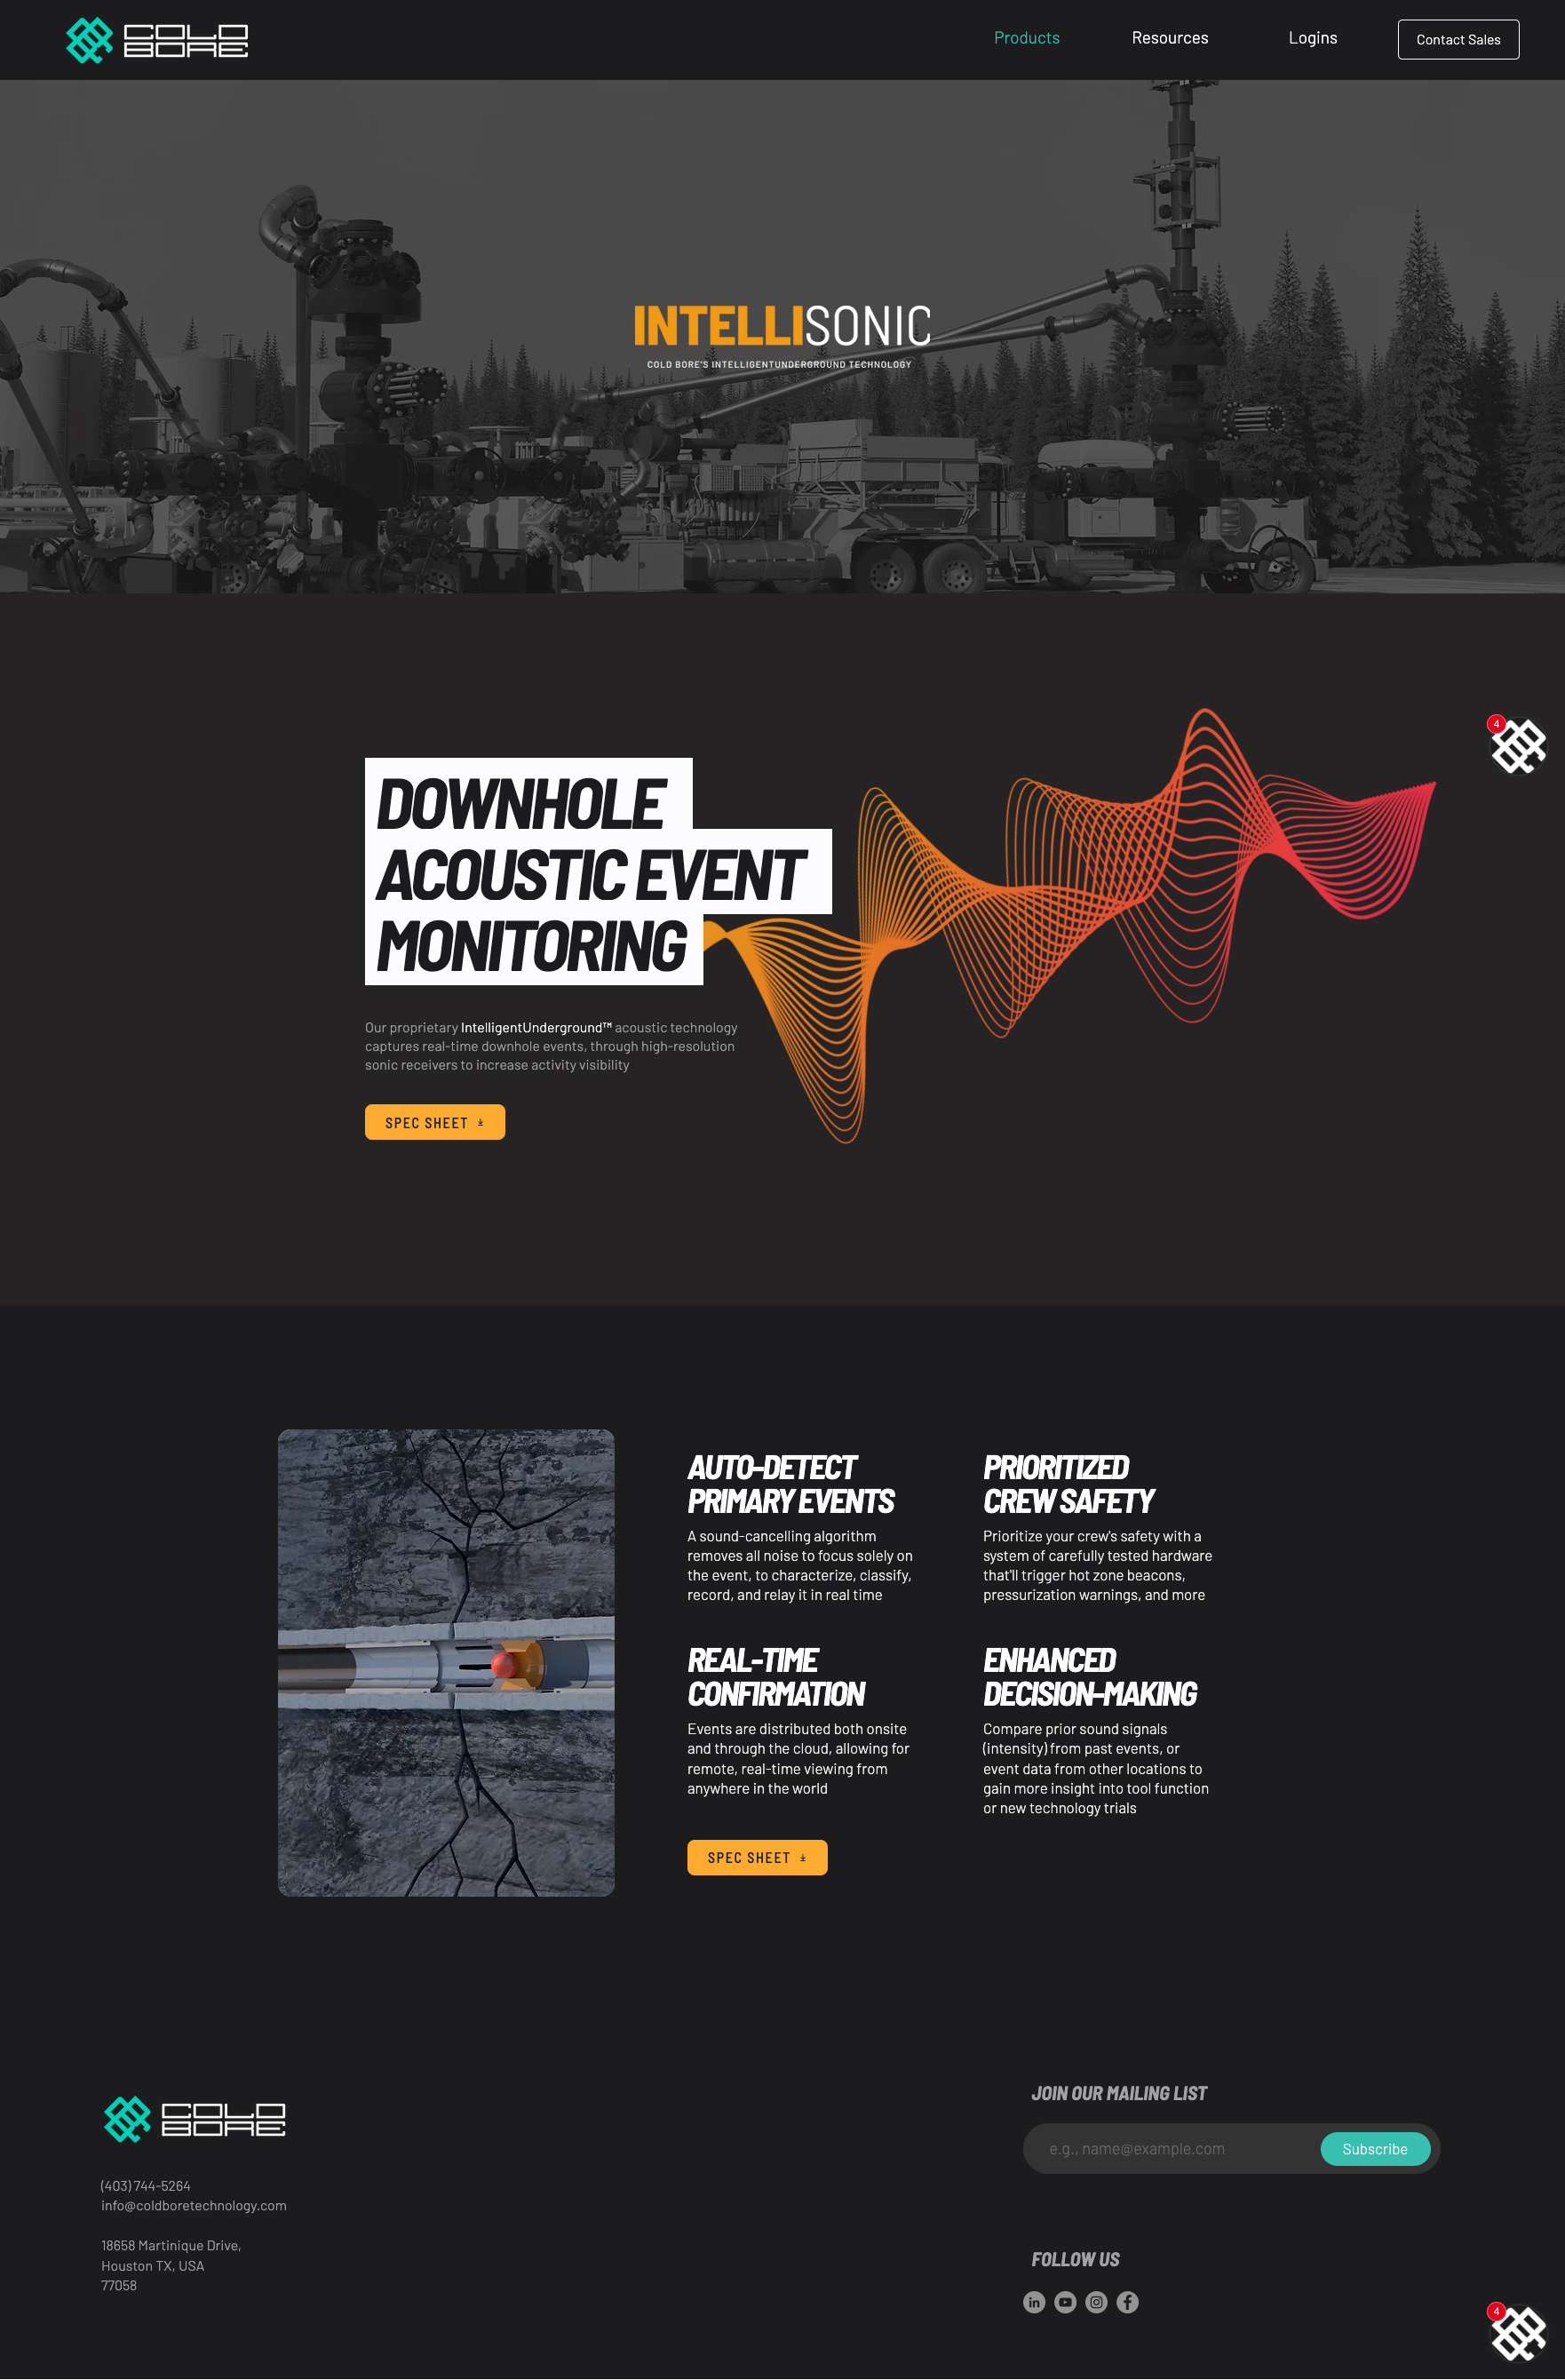 COLD
BORE
Products
Resources
Logins
Contact Sales
INTELLISONIC
COLD BORE'S INTELLIGENTUNDERGROUND TECHNOLOGY
4
DOWNHOLE
ACOUSTIC EVENT
MONITORING
Our proprietary IntelligentUnderground™ acoustic technology
captures real-time downhole events, through high-resolution
sonic receivers to increase activity visibility
SPEC SHEET
AUTO-DETECT
PRIMARY EVENTS
A sound-cancelling algorithm
removes all noise to focus solely on
the event, to characterize, classify,
record, and relay it in real time
PRIORITIZED
CREW SAFETY
Prioritize your crew's safety with a
system of carefully tested hardware
that'll trigger hot zone beacons,
pressurization warnings, and more
REAL-TIME
CONFIRMATION
Events are distributed both onsite
and through the cloud, allowing for
remote, real-time viewing from
anywhere in the world
ENHANCED
DECISION-MAKING
Compare prior sound signals
(intensity) from past events, or
event data from other locations to
gain more insight into tool function
or new technology trials
SPEC SHEET
COLD
BORE
(403) 744-5264
info@coldboretechnology.com
18658 Martinique Drive,
Houston TX, USA
77058
JOIN OUR MAILING LIST
e.g., name@example.com
Subscribe
FOLLOW US
4